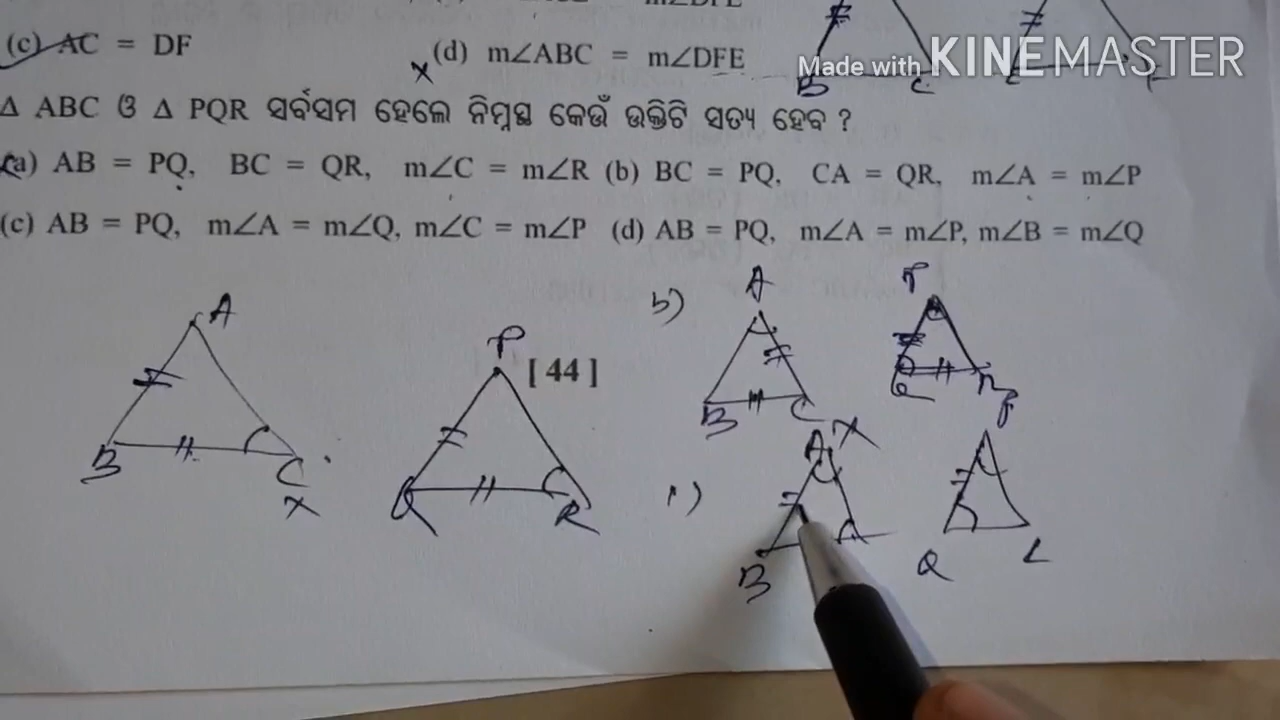 (c) AC = DF (d) m∠ABC = m∠DFE
Made with KINEMASTER
Δ ABC ଓ Δ PQR ସର୍ବସମ ହେଲେ ନିମ୍ନସ୍ଥ କେଉଁ ଉକ୍ତିଟି ସତ୍ୟ ହେବ ?
(a) AB = PQ, BC = QR, m∠C = m∠R (b) BC = PQ, CA = QR, m∠A = m∠P
(c) AB = PQ, m∠A = m∠Q, m∠C = m∠P (d) AB = PQ, m∠A = m∠P, m∠B = m∠Q
A P b) A P
[ 44 ]
B C Q R B C Q
A
B Q